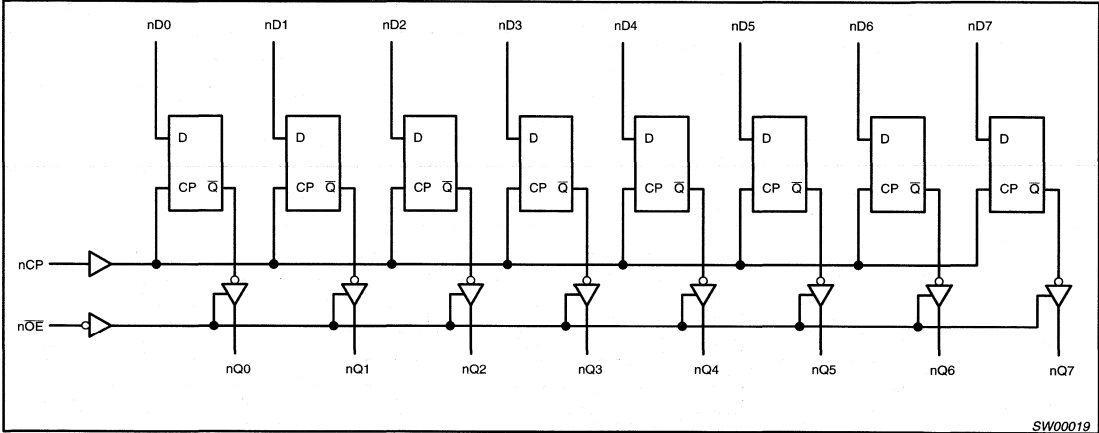 nD0 nD1 nD2 nD3 nD4 nD5 nD6 nD7
D D D D D D D D
CP Q̅ CP Q̅ CP Q̅ CP Q̅ CP Q̅ CP Q̅ CP Q̅ CP Q̅
nCP
nO̅E̅
nQ0 nQ1 nQ2 nQ3 nQ4 nQ5 nQ6 nQ7
SW00019